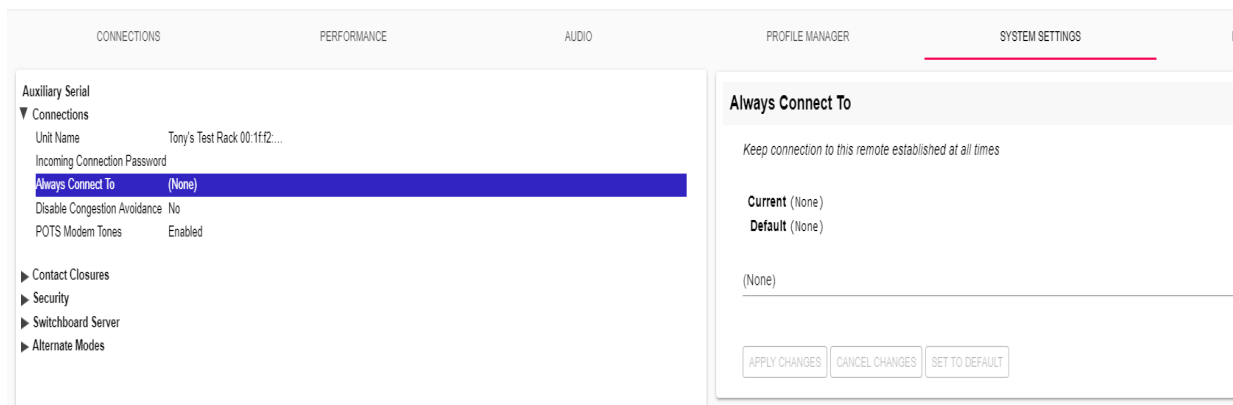 CONNECTIONS PERFORMANCE AUDIO PROFILE MANAGER SYSTEM SETTINGS
Auxiliary Serial
▼ Connections
Unit Name Tony's Test Rack 00:1f:f2:...
Incoming Connection Password
Always Connect To (None)
Disable Congestion Avoidance No
POTS Modem Tones Enabled
▶ Contact Closures
▶ Security
▶ Switchboard Server
▶ Alternate Modes
Always Connect To
Keep connection to this remote established at all times
Current (None)
Default (None)
(None)
APPLY CHANGES CANCEL CHANGES SET TO DEFAULT